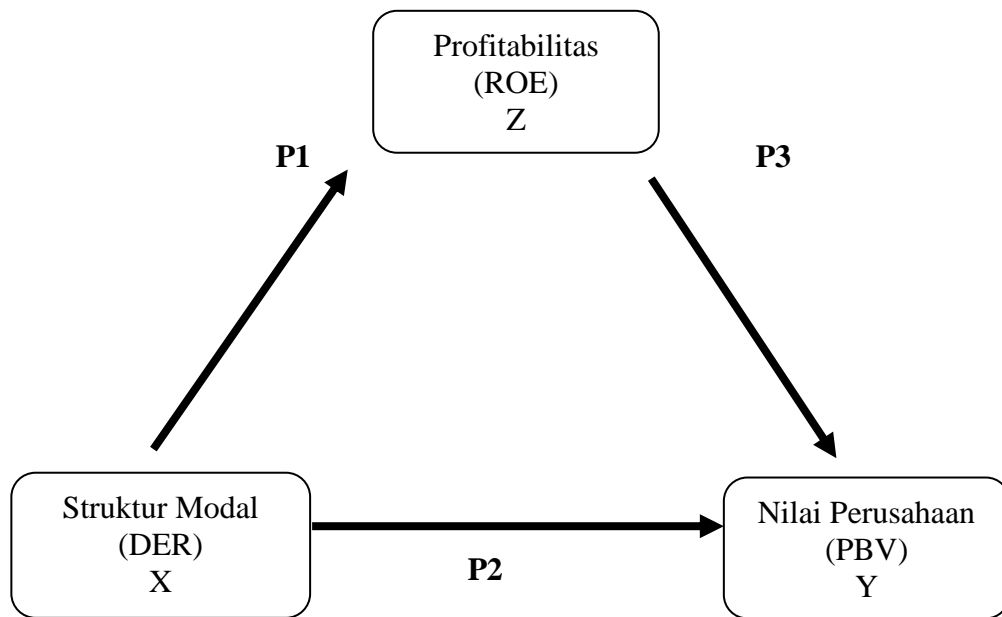 Profitabilitas
(ROE)
Z
P1
P3
Struktur Modal
(DER)
X
P2
Nilai Perusahaan
(PBV)
Y